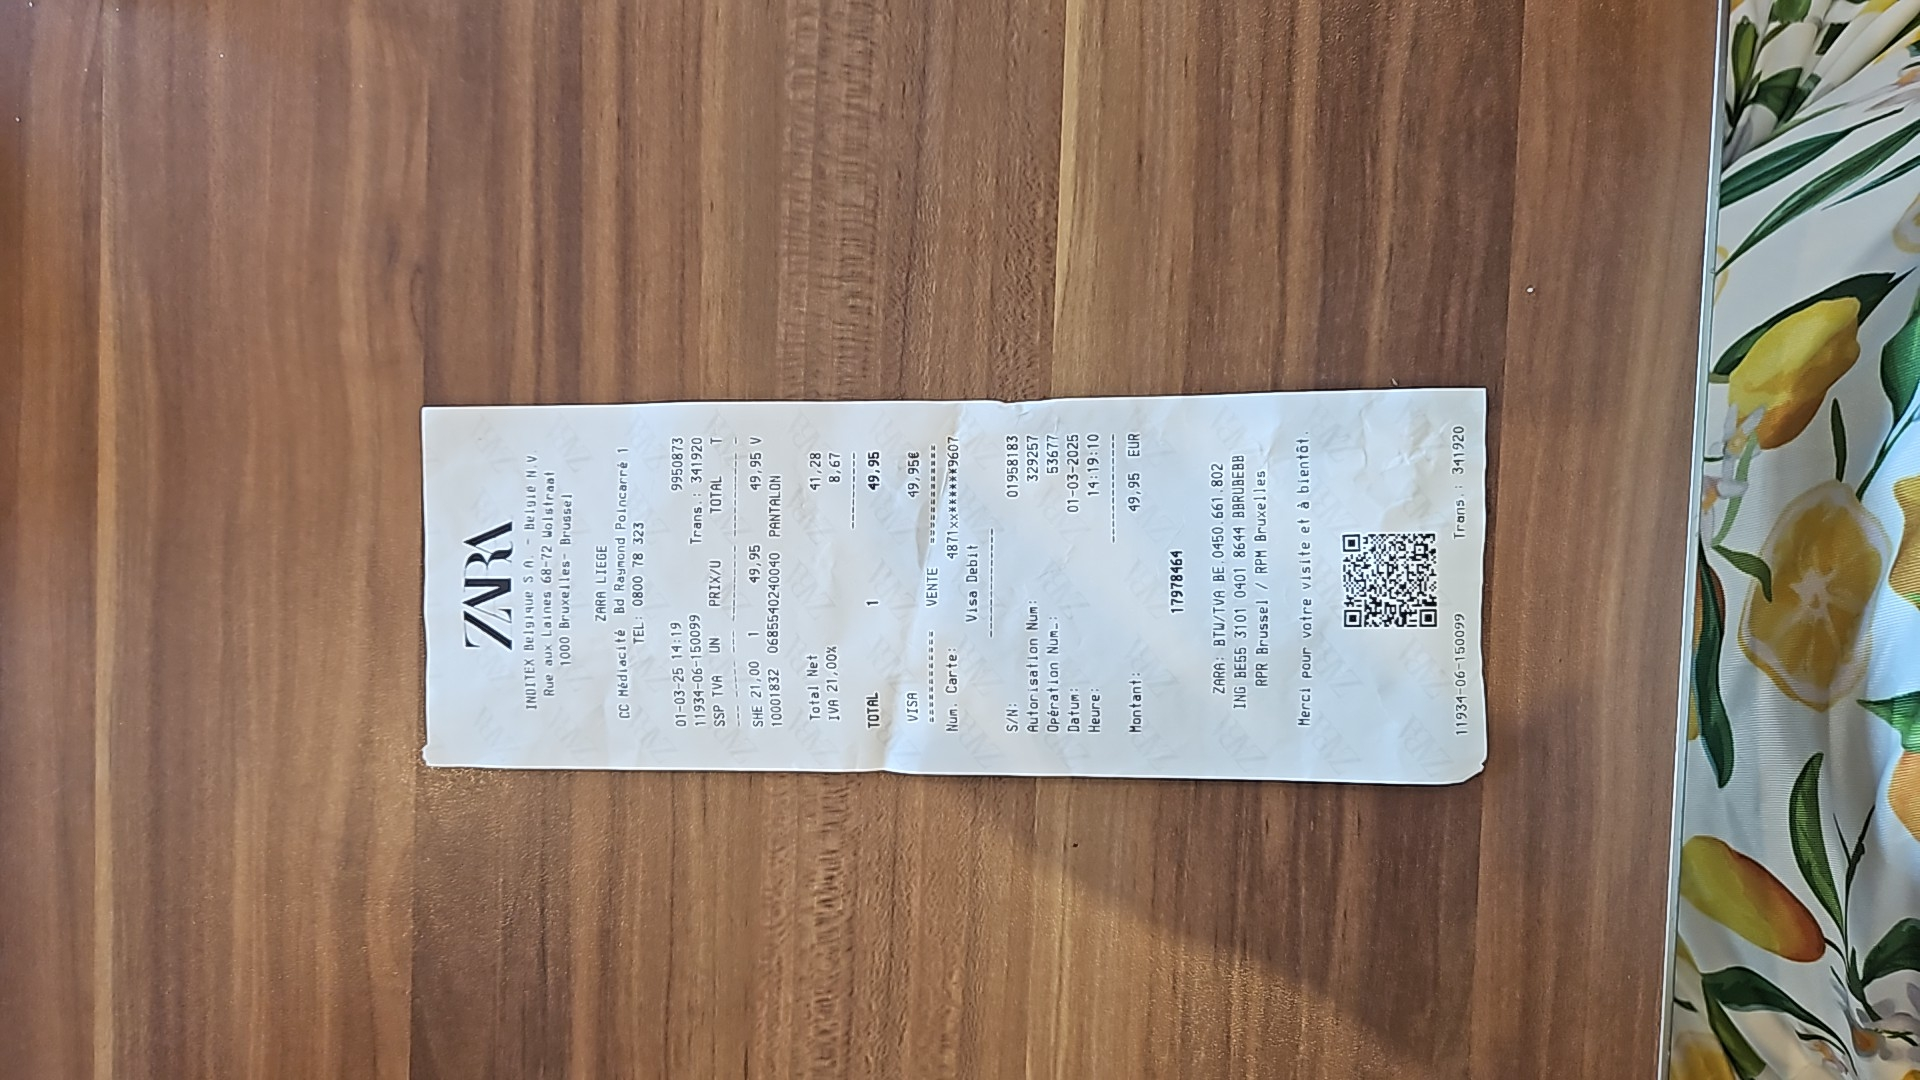 ZARA
INDITEX Belgique S.A. - Belgie N.V.
Rue aux Laines 68-72 Wolstraat
1000 Bruxelles- Brussel
ZARA LIEGE
CC Médiacité Bd Raymond Poincarré 1
TEL: 0800 78 323
01-03-25 14:19 9950873
11934-06-150099 Trans.: 341920
SSP TVA UN PRIX/U TOTAL T
SHE 21,00 1 49,95 49,95 V
10001832 06855402400040 PANTALON
Total Net 41,28
IVA 21,00% 8,67
TOTAL 1 49,95
VISA 49,95€
========== VENTE ==========
Num. Carte: 4871xx******9607
Visa Debit
S/N: 01958183
Autorisation Num: 329257
Opération Num.: 53677
Datum: 01-03-2025
Heure: 14:19:10
Montant: 49,95 EUR
17978464
ZARA: BTW/TVA BE.0450.661.802
ING BE55 3101 0401 8644 BBRUBEBB
RPR Brussel / RPM Bruxelles
Merci pour votre visite et à bientôt.
11934-06-150099 Trans.: 341920